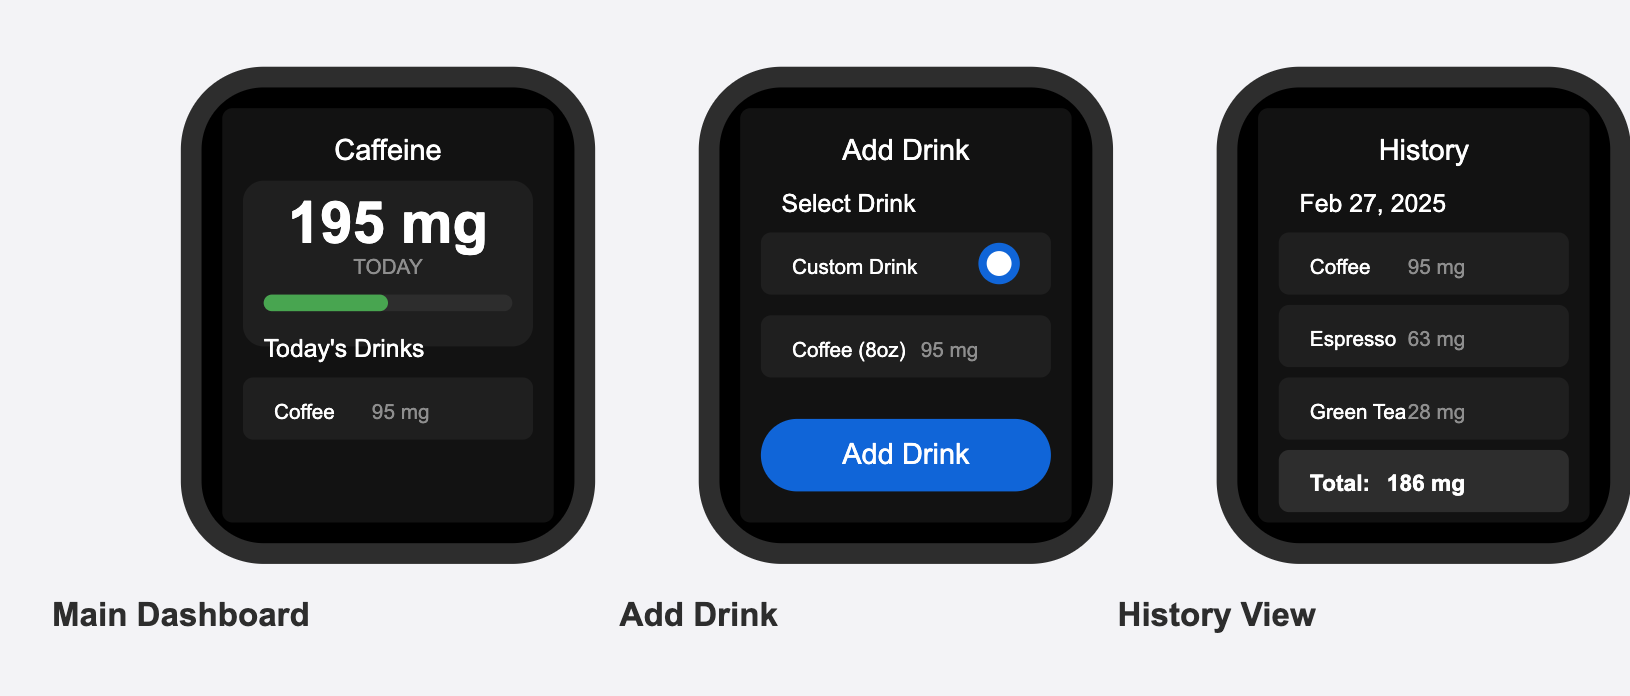 Caffeine
195 mg
TODAY
Today's Drinks
Coffee 95 mg
Main Dashboard
Add Drink
Select Drink
Custom Drink
Coffee (8oz) 95 mg
Add Drink
Add Drink
History
Feb 27, 2025
Coffee 95 mg
Espresso 63 mg
Green Tea 28 mg
Total: 186 mg
History View